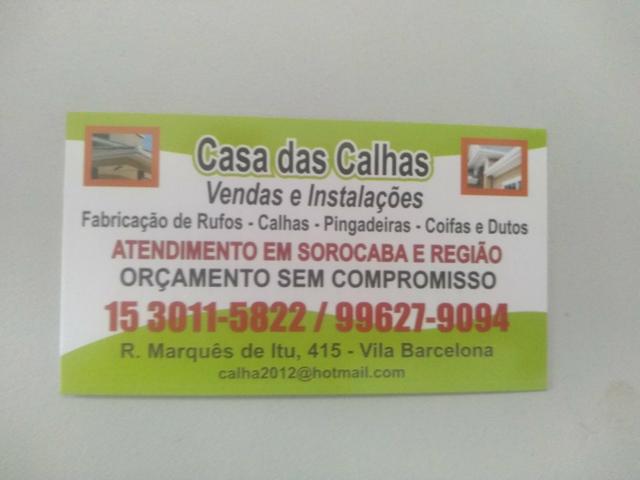 Casa das Calhas
Vendas e Instalações
Fabricação de Rufos - Calhas - Pingadeiras - Coifas e Dutos
ATENDIMENTO EM SOROCABA E REGIÃO
ORÇAMENTO SEM COMPROMISSO
15 3011-5822 / 99627-9094
R. Marquês de Itu, 415 - Vila Barcelona
calha2012@hotmail.com